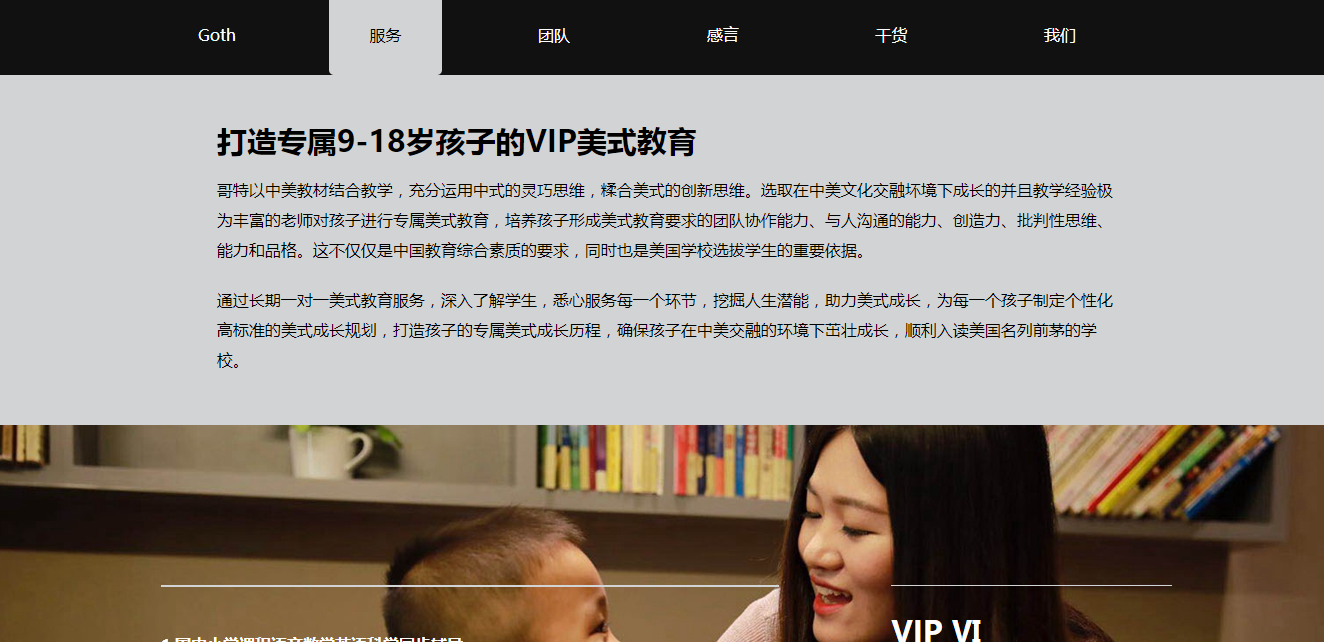 Goth 服务 团队 感言 干货 我们
打造专属9-18岁孩子的VIP美式教育
哥特以中美教材结合教学，充分运用中式的灵巧思维，糅合美式的创新思维。选取在中美文化交融坏境下成长的并且教学经验极
为丰富的老师对孩子进行专属美式教育，培养孩子形成美式教育要求的团队协作能力、与人沟通的能力、创造力、批判性思维、
能力和品格。这不仅仅是中国教育综合素质的要求，同时也是美国学校选拔学生的重要依据。
通过长期一对一美式教育服务，深入了解学生，悉心服务每一个环节，挖掘人生潜能，助力美式成长，为每一个孩子制定个性化
高标准的美式成长规划，打造孩子的专属美式成长历程，确保孩子在中美交融的环境下茁壮成长，顺利入读美国名列前茅的学
校。
VIP VI